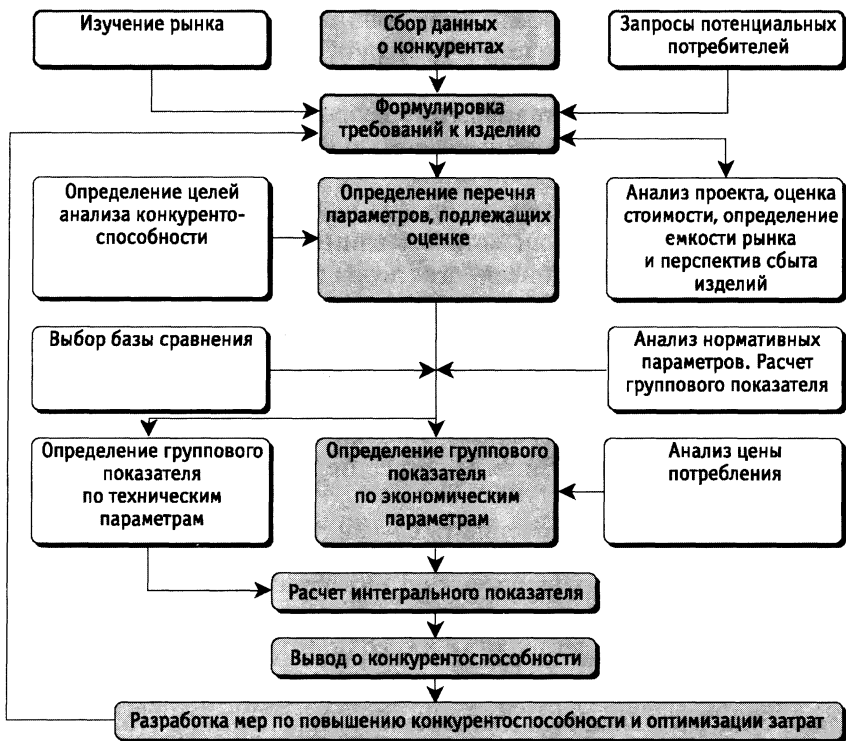 Изучение рынка
Сбор данных
о конкурентах
Запросы потенциальных
потребителей
Формулировка
требований к изделию
Определение целей
анализа конкуренто-
способности
Определение перечня
параметров, подлежащих
оценке
Анализ проекта, оценка
стоимости, определение
емкости рынка
и перспектив сбыта
изделий
Выбор базы сравнения
Анализ нормативных
параметров. Расчет
группового показателя
Определение группового
показателя
по техническим
параметрам
Определение группового
показателя
по экономическим
параметрам
Анализ цены
потребления
Расчет интегрального показателя
Вывод о конкурентоспособности
Разработка мер по повышению конкурентоспособности и оптимизации затрат